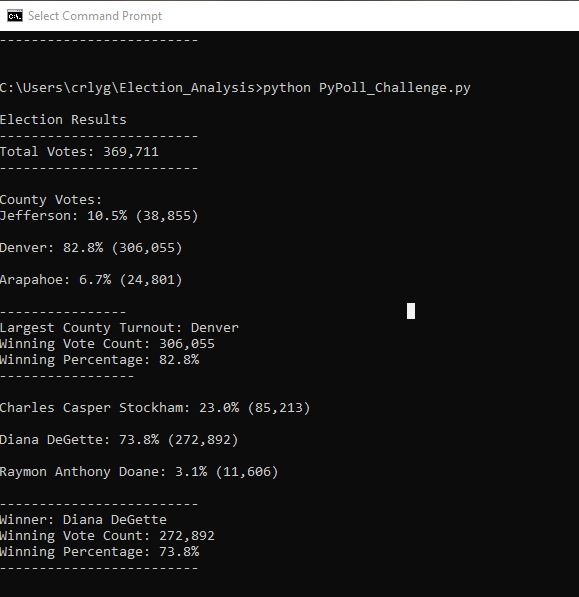 Select Command Prompt
-------------------------
C:\Users\crlyg\Election_Analysis>python PyPoll_Challenge.py
Election Results
-------------------------
Total Votes: 369,711
-------------------------
County Votes:
Jefferson: 10.5% (38,855)
Denver: 82.8% (306,055)
Arapahoe: 6.7% (24,801)
----------------
Largest County Turnout: Denver
Winning Vote Count: 306,055
Winning Percentage: 82.8%
-----------------
Charles Casper Stockham: 23.0% (85,213)
Diana DeGette: 73.8% (272,892)
Raymon Anthony Doane: 3.1% (11,606)
-------------------------
Winner: Diana DeGette
Winning Vote Count: 272,892
Winning Percentage: 73.8%
-------------------------